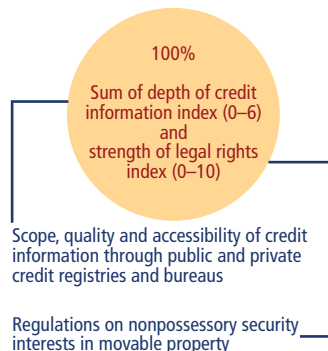 100%
Sum of depth of credit
information index (0–6)
and
strength of legal rights
index (0–10)
Scope, quality and accessibility of credit
information through public and private
credit registries and bureaus
Regulations on nonpossessory security
interests in movable property